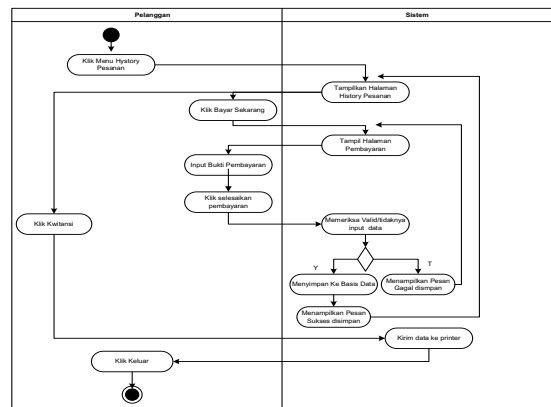 Pelanggan
Sistem
Klik Menu Hystory
Pesanan
Tampilkan Halaman
History Pesanan
Klik Bayar Sekarang
Tampil Halaman
Pembayaran
Input Bukti Pembayaran
Klik selesaikan
pembayaran
Klik Kwitansi
Memeriksa Valid/tidaknya
input data
Y
T
Menyimpan Ke Basis Data
Menampilkan Pesan
Gagal dismpan
Menampilkan Pesan
Sukses disimpan
Kirim data ke printer
Klik Keluar